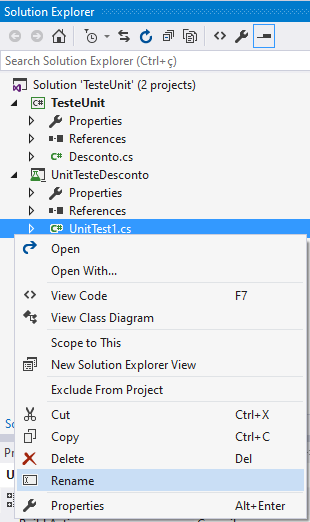 Solution Explorer
Search Solution Explorer (Ctrl+ç)
Solution 'TesteUnit' (2 projects)
C# TesteUnit
Properties
References
C# Desconto.cs
UnitTesteDesconto
Properties
References
C# UnitTest1.cs
Open
Open With...
View Code F7
View Class Diagram
Scope to This
New Solution Explorer View
Exclude From Project
Cut Ctrl+X
Copy Ctrl+C
Delete Del
Rename
Properties Alt+Enter